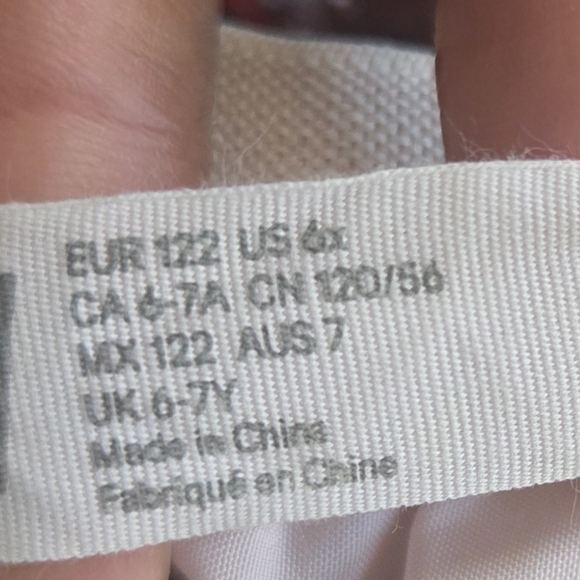 EUR 122 US 6x
CA 6-7A CN 120/56
MX 122 AUS 7
UK 6-7Y
Made in China
Fabriqué en Chine